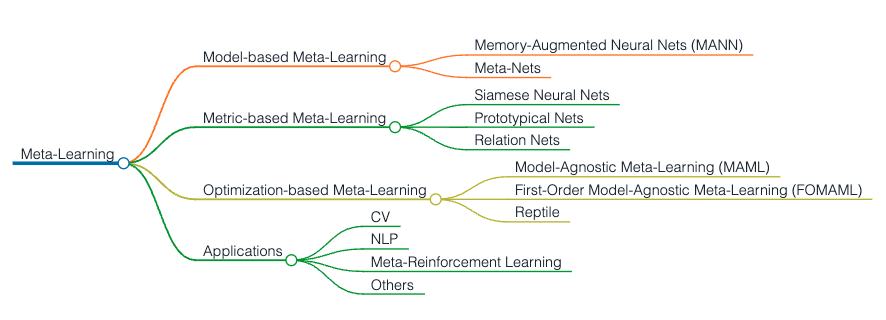 Meta-Learning
Model-based Meta-Learning
Memory-Augmented Neural Nets (MANN)
Meta-Nets
Metric-based Meta-Learning
Siamese Neural Nets
Prototypical Nets
Relation Nets
Optimization-based Meta-Learning
Model-Agnostic Meta-Learning (MAML)
First-Order Model-Agnostic Meta-Learning (FOMAML)
Reptile
Applications
CV
NLP
Meta-Reinforcement Learning
Others